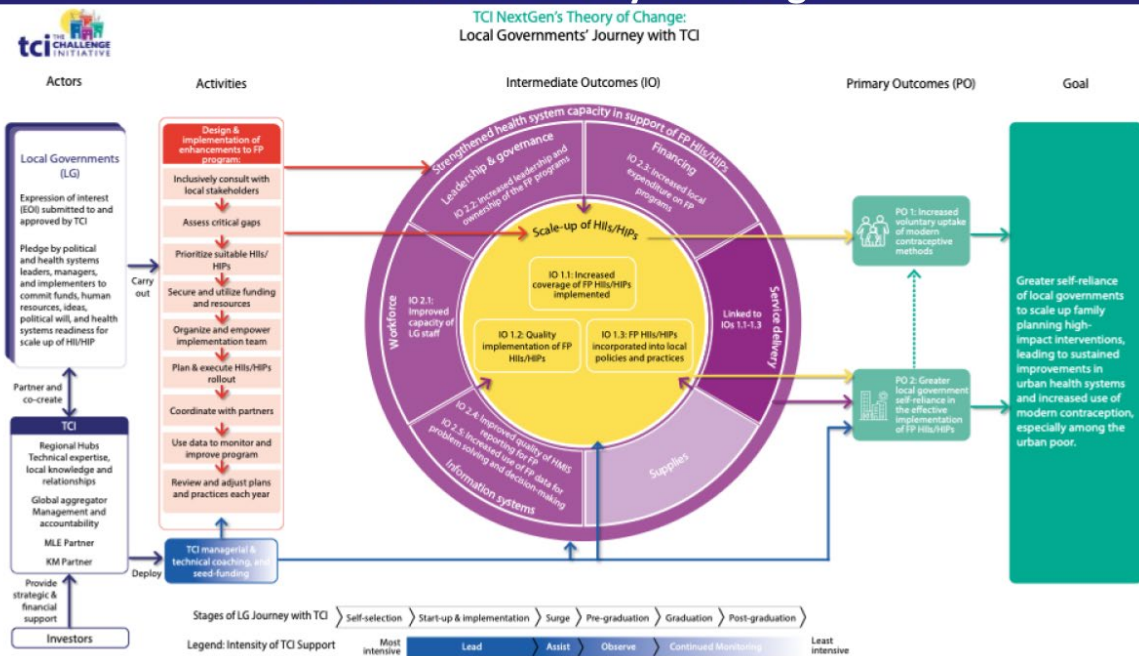 TCI NextGen's Theory of Change:
Local Governments' Journey with TCI
tci THE
CHALLENGE
INITIATIVE
Actors
Activities
Intermediate Outcomes (IO)
Primary Outcomes (PO)
Goal
Local Governments
(LG)
Expression of interest
(EOI) submitted to and
approved by TCI
Pledge by political
and health systems
leaders, managers,
and implementers to
commit funds, human
resources, ideas,
political will, and health
systems readiness for
scale up of HII/HIP
Carry
out
Partner and
co-create
TCI
Regional Hubs
Technical expertise,
local knowledge and
relationships
Global aggregator
Management and
accountability
MLE Partner
KM Partner
Deploy
Provide
strategic &
financial
support
Investors
Design &
implementation of
enhancements to FP
program:
Inclusively consult with
local stakeholders
Assess critical gaps
Prioritize suitable HIIs/
HIPs
Secure and utilize funding
and resources
Organize and empower
implementation team
Plan & execute HIIs/HIPs
rollout
Coordinate with partners
Use data to monitor and
improve program
Review and adjust plans
and practices each year
TCI managerial &
technical coaching, and
seed-funding
Strengthened health system capacity in support of FP HIIs/HIPs
Leadership & governance
IO 2.2: Increased leadership and
ownership of the FP programs
Financing
IO 2.3: Increased local
expenditure on FP
programs
Workforce
IO 2.1:
Improved
capacity of
LG staff
Scale-up of HIIs/HIPs
IO 1.1: Increased
coverage of FP HIIs/HIPs
implemented
IO 1.2: Quality
implementation of FP
HIIs/HIPs
IO 1.3: FP HIIs/HIPs
incorporated into local
policies and practices
Linked to
IOs 1.1-1.3
Service delivery
IO 2.4: Improved quality of HMIS
reporting for FP
IO 2.5: Increased use of FP data for
problem solving and decision-making
Information systems
Supplies
PO 1: Increased
voluntary uptake
of modern
contraceptive
methods
PO 2: Greater
local government
self-reliance in
the effective
implementation
of FP HIIs/HIPs
Greater self-reliance
of local governments
to scale up family
planning high-
impact interventions,
leading to sustained
improvements in
urban health systems
and increased use of
modern contraception,
especially among the
urban poor.
Stages of LG Journey with TCI
Self-selection
Start-up & implementation
Surge
Pre-graduation
Graduation
Post-graduation
Legend: Intensity of TCI Support
Most
intensive
Lead
Assist
Observe
Continued Monitoring
Least
intensive